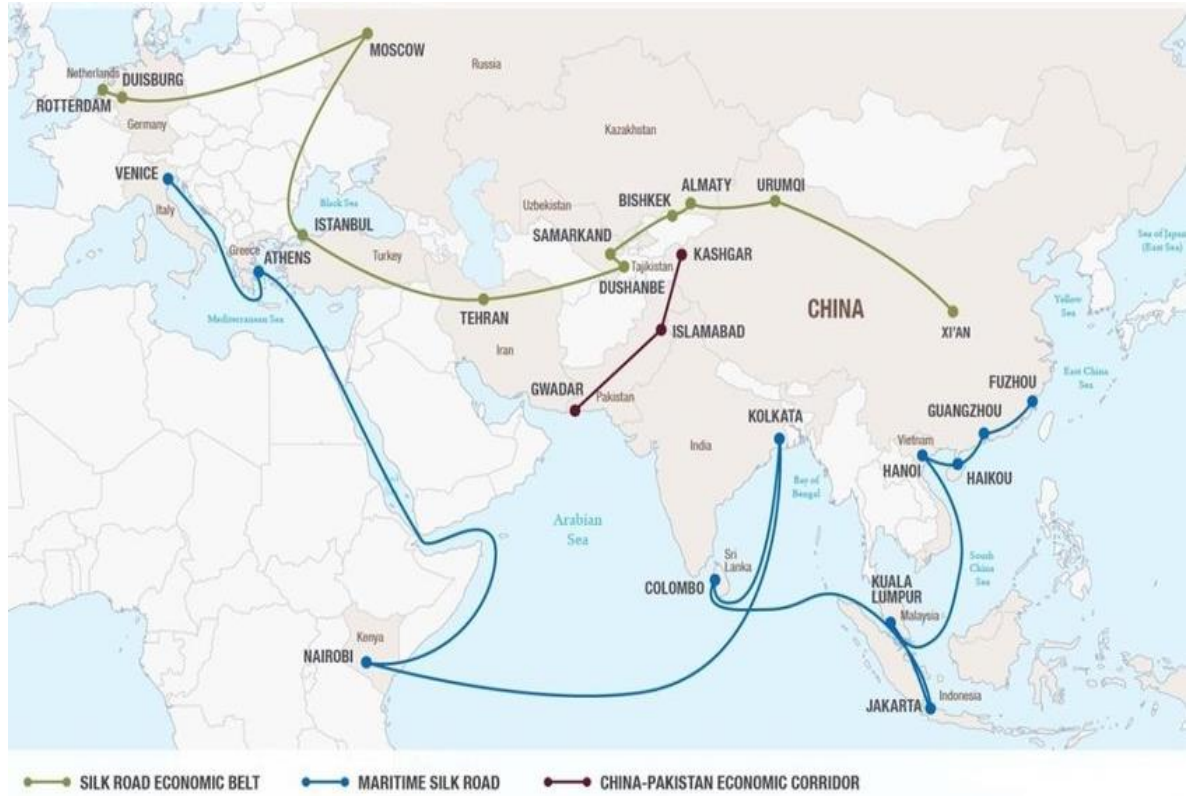 MOSCOW
Russia
Netherlands
DUISBURG
ROTTERDAM
Germany
Kazakhstan
VENICE
ALMATY
URUMQI
BISHKEK
Italy
Black Sea
Uzbekistan
ISTANBUL
SAMARKAND
Sea of Japan
(East Sea)
Greece
ATHENS
Turkey
KASHGAR
Tajikistan
DUSHANBE
CHINA
Yellow
Sea
Mediterranean Sea
TEHRAN
ISLAMABAD
XI'AN
Iran
East China
Sea
FUZHOU
GWADAR
Pakistan
KOLKATA
GUANGZHOU
India
Vietnam
HANOI
HAIKOU
Bay of
Bengal
Arabian
Sea
Sri
Lanka
South
China
Sea
COLOMBO
KUALA
LUMPUR
Malaysia
Kenya
NAIROBI
Indonesia
JAKARTA
SILK ROAD ECONOMIC BELT
MARITIME SILK ROAD
CHINA-PAKISTAN ECONOMIC CORRIDOR